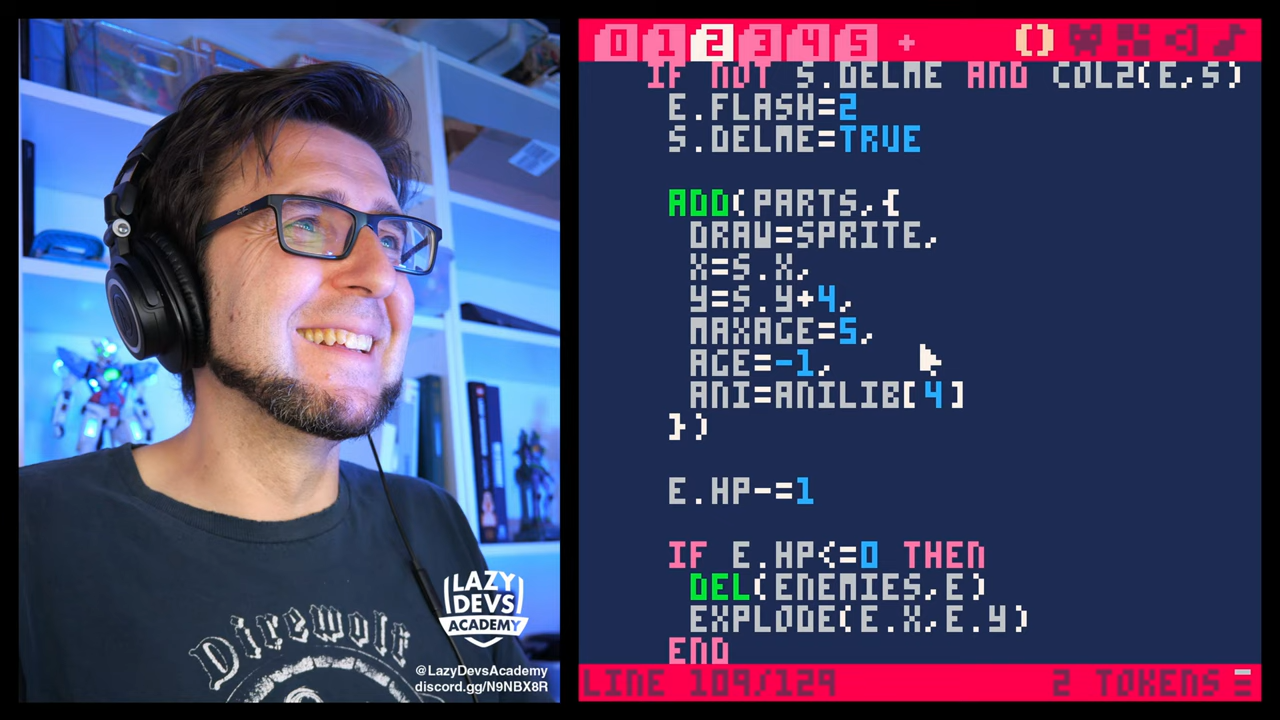 0 1 2 3 4 5 + ()
IF NOT S.DELME AND COL2(E,S)
E.FLASH=2
S.DELME=TRUE
ADD(PARTS,{
DRAW=SPRITE,
X=S.X,
Y=S.Y+4,
MAXAGE=5,
AGE=-1,
ANI=ANILIB[4]
})
E.HP-=1
IF E.HP<=0 THEN
DEL(ENEMIES,E)
EXPLODE(E.X,E.Y)
END
LINE 109/129 2 TOKENS
Direwolf
LAZY
DEVS
ACADEMY
@LazyDevsAcademy
discord.gg/N9NBX8R